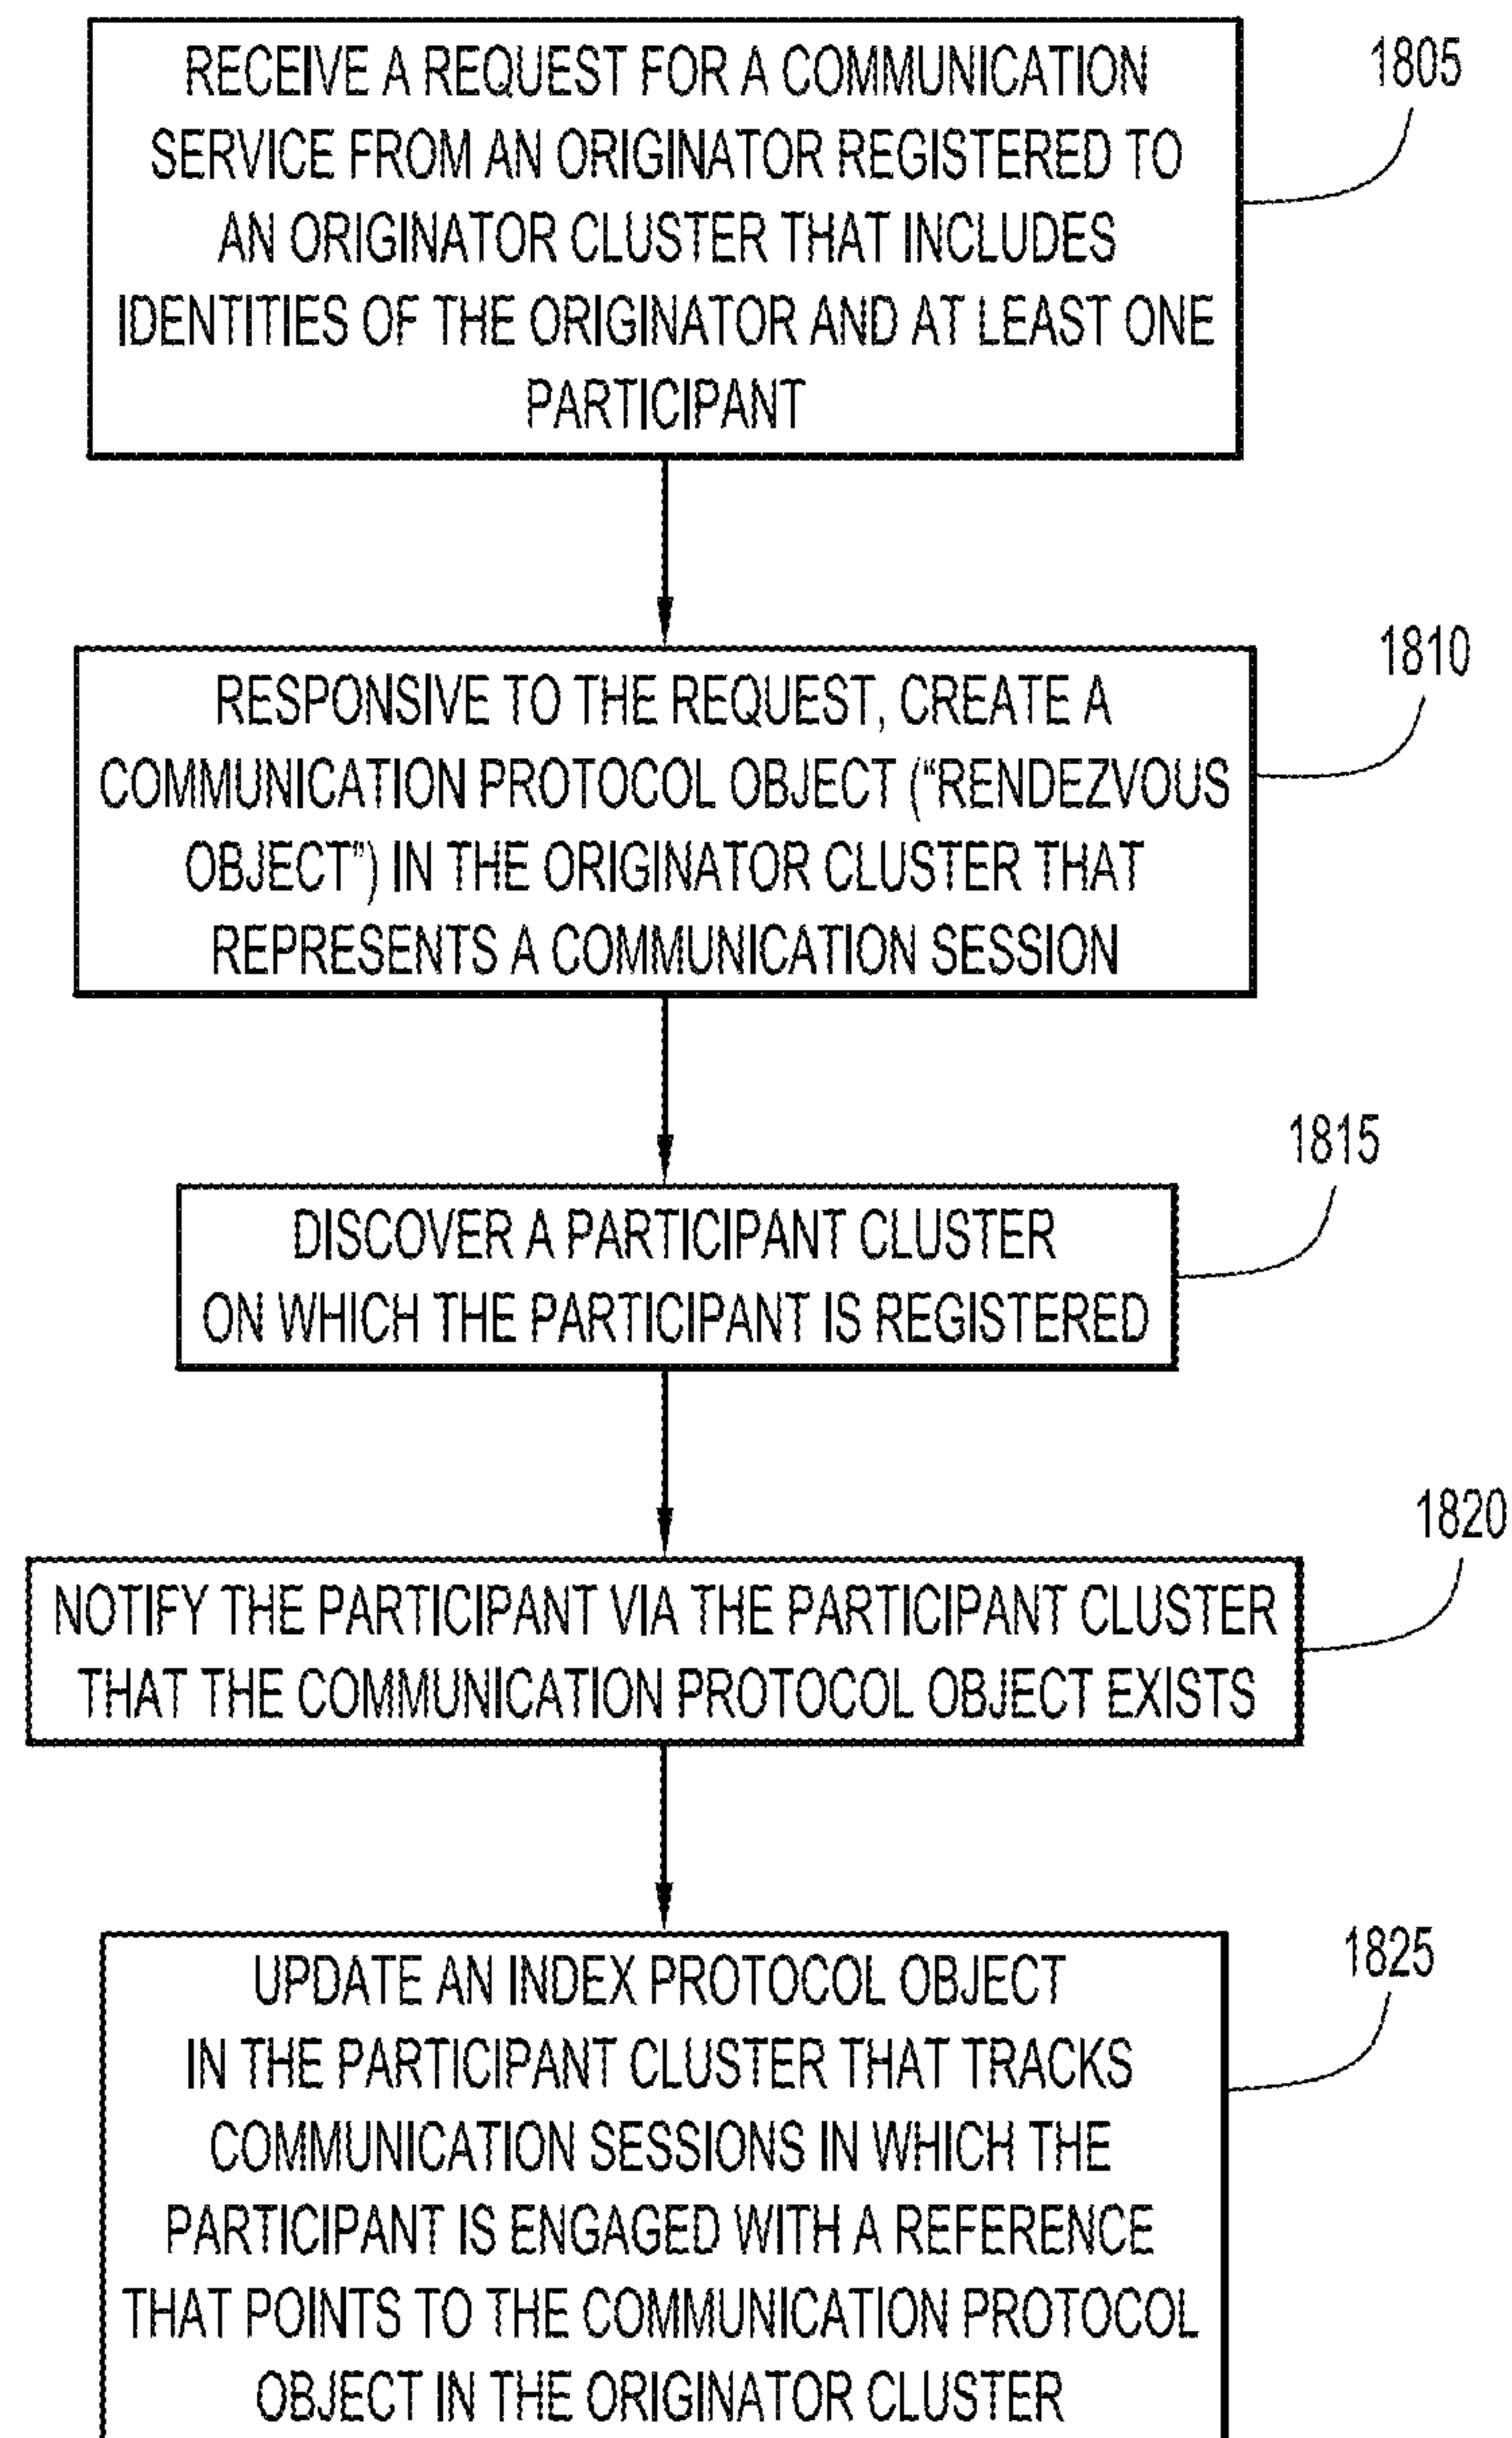 RECEIVE A REQUEST FOR A COMMUNICATION
SERVICE FROM AN ORIGINATOR REGISTERED TO
AN ORIGINATOR CLUSTER THAT INCLUDES
IDENTITIES OF THE ORIGINATOR AND AT LEAST ONE
PARTICIPANT
1805
RESPONSIVE TO THE REQUEST, CREATE A
COMMUNICATION PROTOCOL OBJECT (“RENDEZVOUS
OBJECT”) IN THE ORIGINATOR CLUSTER THAT
REPRESENTS A COMMUNICATION SESSION
1810
DISCOVER A PARTICIPANT CLUSTER
ON WHICH THE PARTICIPANT IS REGISTERED
1815
NOTIFY THE PARTICIPANT VIA THE PARTICIPANT CLUSTER
THAT THE COMMUNICATION PROTOCOL OBJECT EXISTS
1820
UPDATE AN INDEX PROTOCOL OBJECT
IN THE PARTICIPANT CLUSTER THAT TRACKS
COMMUNICATION SESSIONS IN WHICH THE
PARTICIPANT IS ENGAGED WITH A REFERENCE
THAT POINTS TO THE COMMUNICATION PROTOCOL
OBJECT IN THE ORIGINATOR CLUSTER
1825